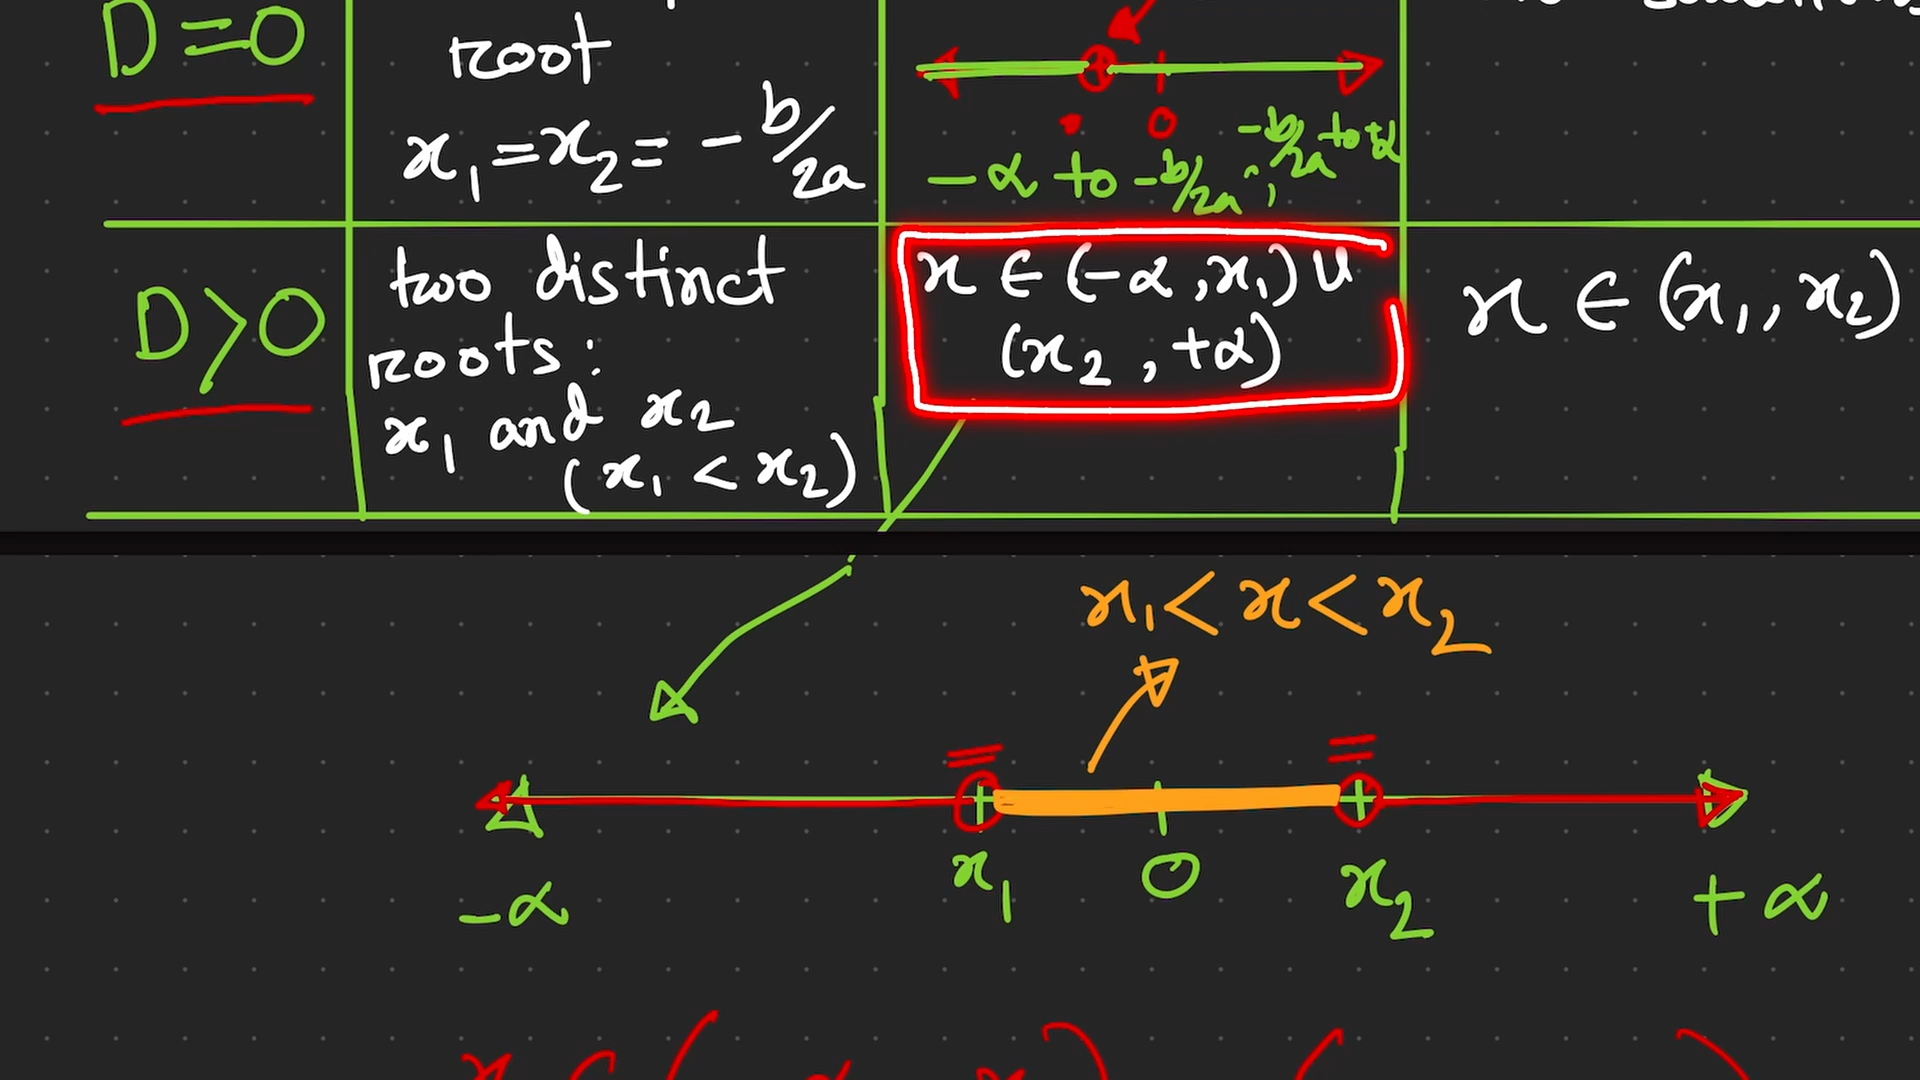 D=0
root
x₁=x₂= -b/2a
0
-α to -b/2a ; -b/2a to +α
D>0
two distinct
roots:
x₁ and x₂
(x₁ < x₂)
x ∈ (-α, x₁) U
(x₂, +α)
x ∈ (x₁, x₂)
x₁ < x < x₂
-α x₁ 0 x₂ +α